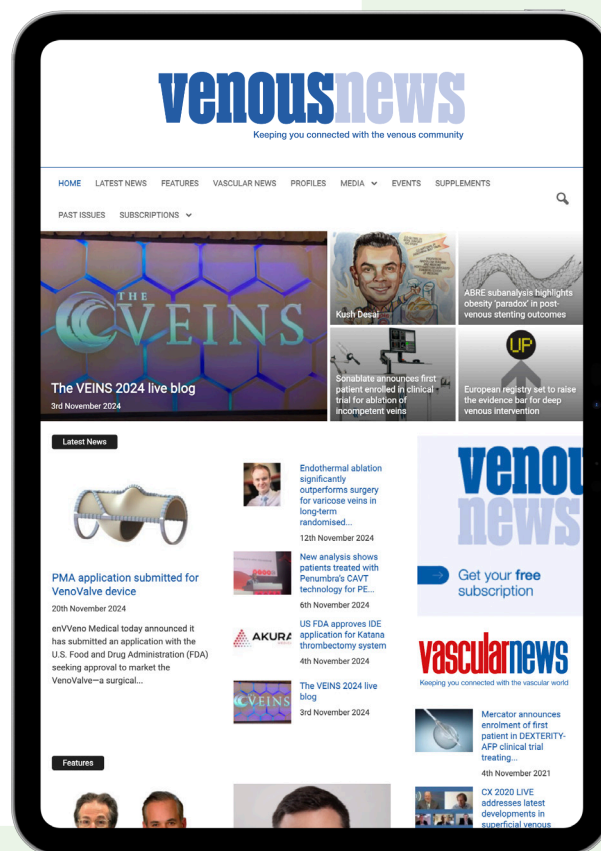 venousnews
Keeping you connected with the venous community
HOME LATEST NEWS FEATURES VASCULAR NEWS PROFILES MEDIA EVENTS SUPPLEMENTS
PAST ISSUES SUBSCRIPTIONS
THE
VEINS
The VEINS 2024 live blog
3rd November 2024
Kush Desai
ABRE subanalysis highlights
obesity 'paradox' in post-
venous stenting outcomes
Sonablate announces first
patient enrolled in clinical
trial for ablation of
incompetent veins
UP
European registry set to raise
the evidence bar for deep
venous intervention
Latest News
PMA application submitted for
VenoValve device
20th November 2024
enVVeno Medical today announced it
has submitted an application with the
U.S. Food and Drug Administration (FDA)
seeking approval to market the
VenoValve—a surgical...
Endothermal ablation
significantly
outperforms surgery
for varicose veins in
long-term
randomised...
12th November 2024
New analysis shows
patients treated with
Penumbra's CAVT
technology for PE...
6th November 2024
AKURA
US FDA approves IDE
application for Katana
thrombectomy system
4th November 2024
VEINS
The VEINS 2024 live
blog
3rd November 2024
venou
news
Get your free
subscription
vascularnews
Keeping you connected with the vascular world
Mercator announces
enrolment of first
patient in DEXTERITY-
AFP clinical trial
treating...
4th November 2021
CX 2020 LIVE
addresses latest
developments in
superficial venous
Features